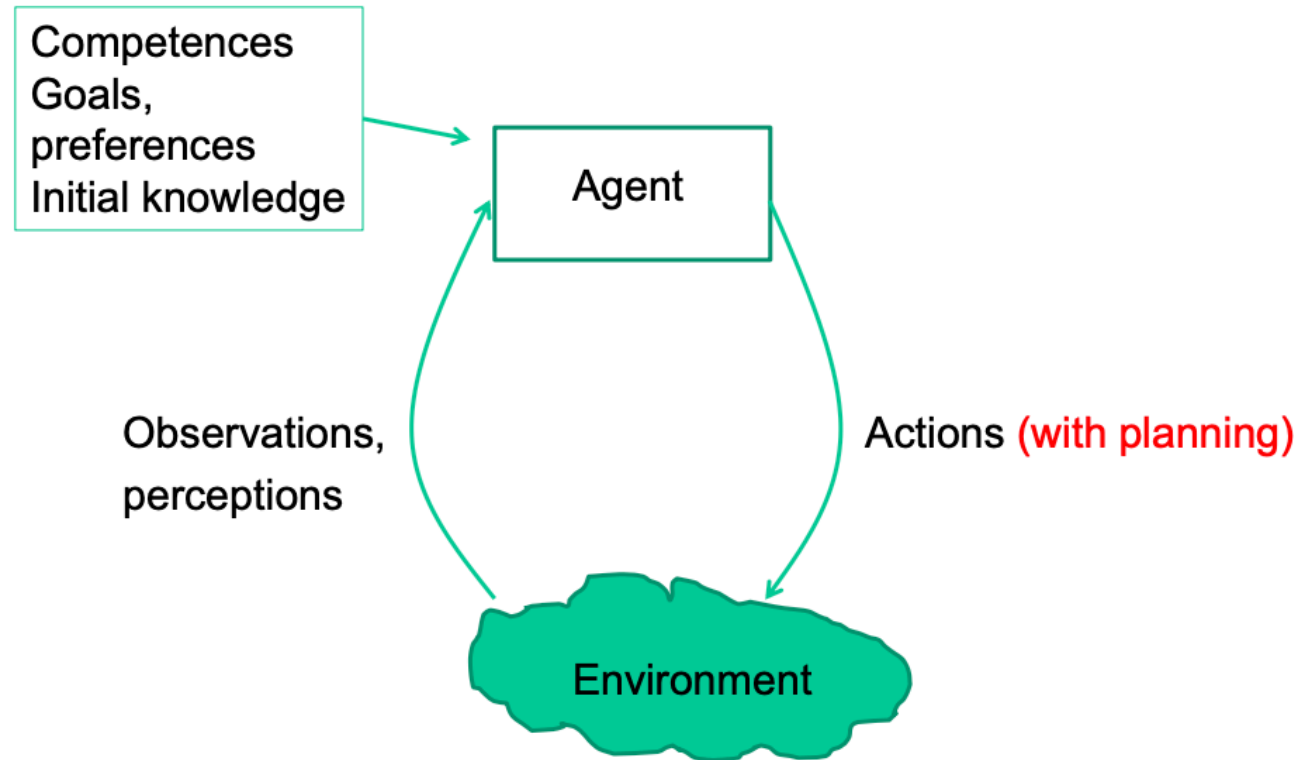 Competences
Goals,
preferences
Initial knowledge
Agent
Observations,
perceptions
Actions (with planning)
Environment